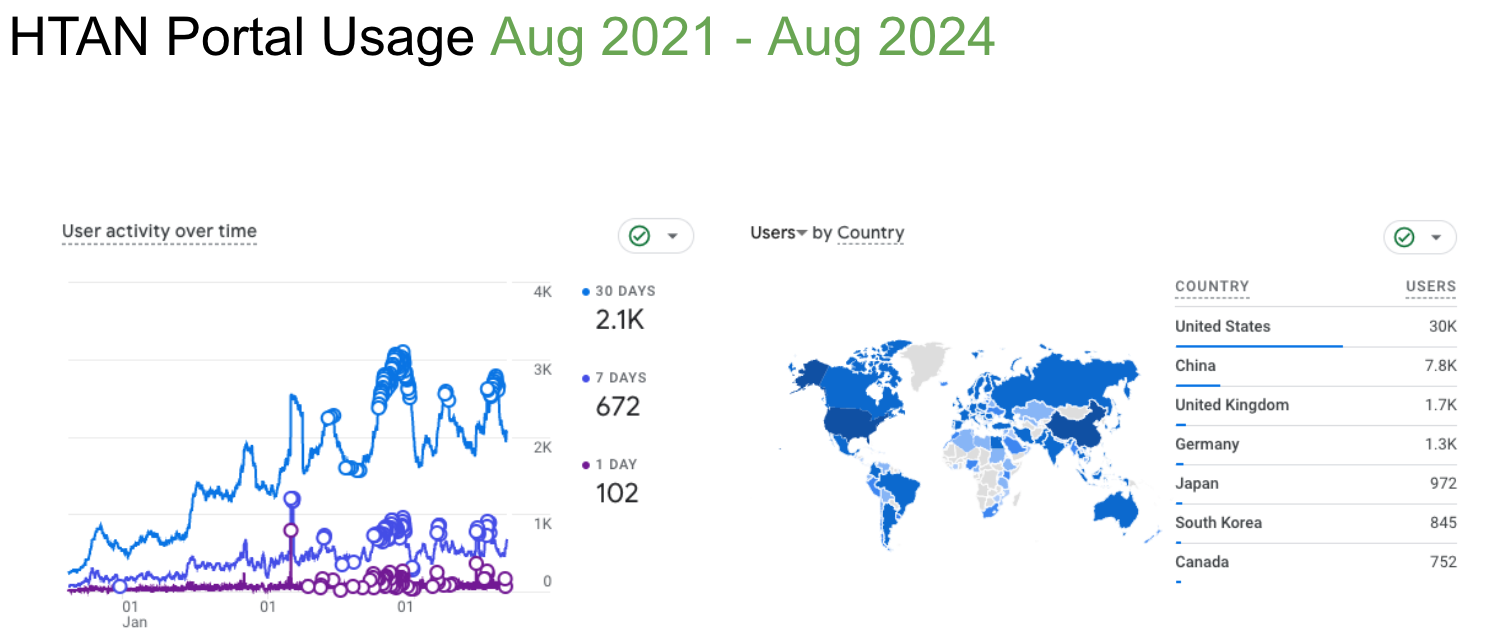 HTAN Portal Usage Aug 2021 - Aug 2024
User activity over time
4K
3K
2K
1K
0
01
Jan
01
01
30 DAYS
2.1K
7 DAYS
672
1 DAY
102
Users by Country
COUNTRY USERS
United States 30K
China 7.8K
United Kingdom 1.7K
Germany 1.3K
Japan 972
South Korea 845
Canada 752